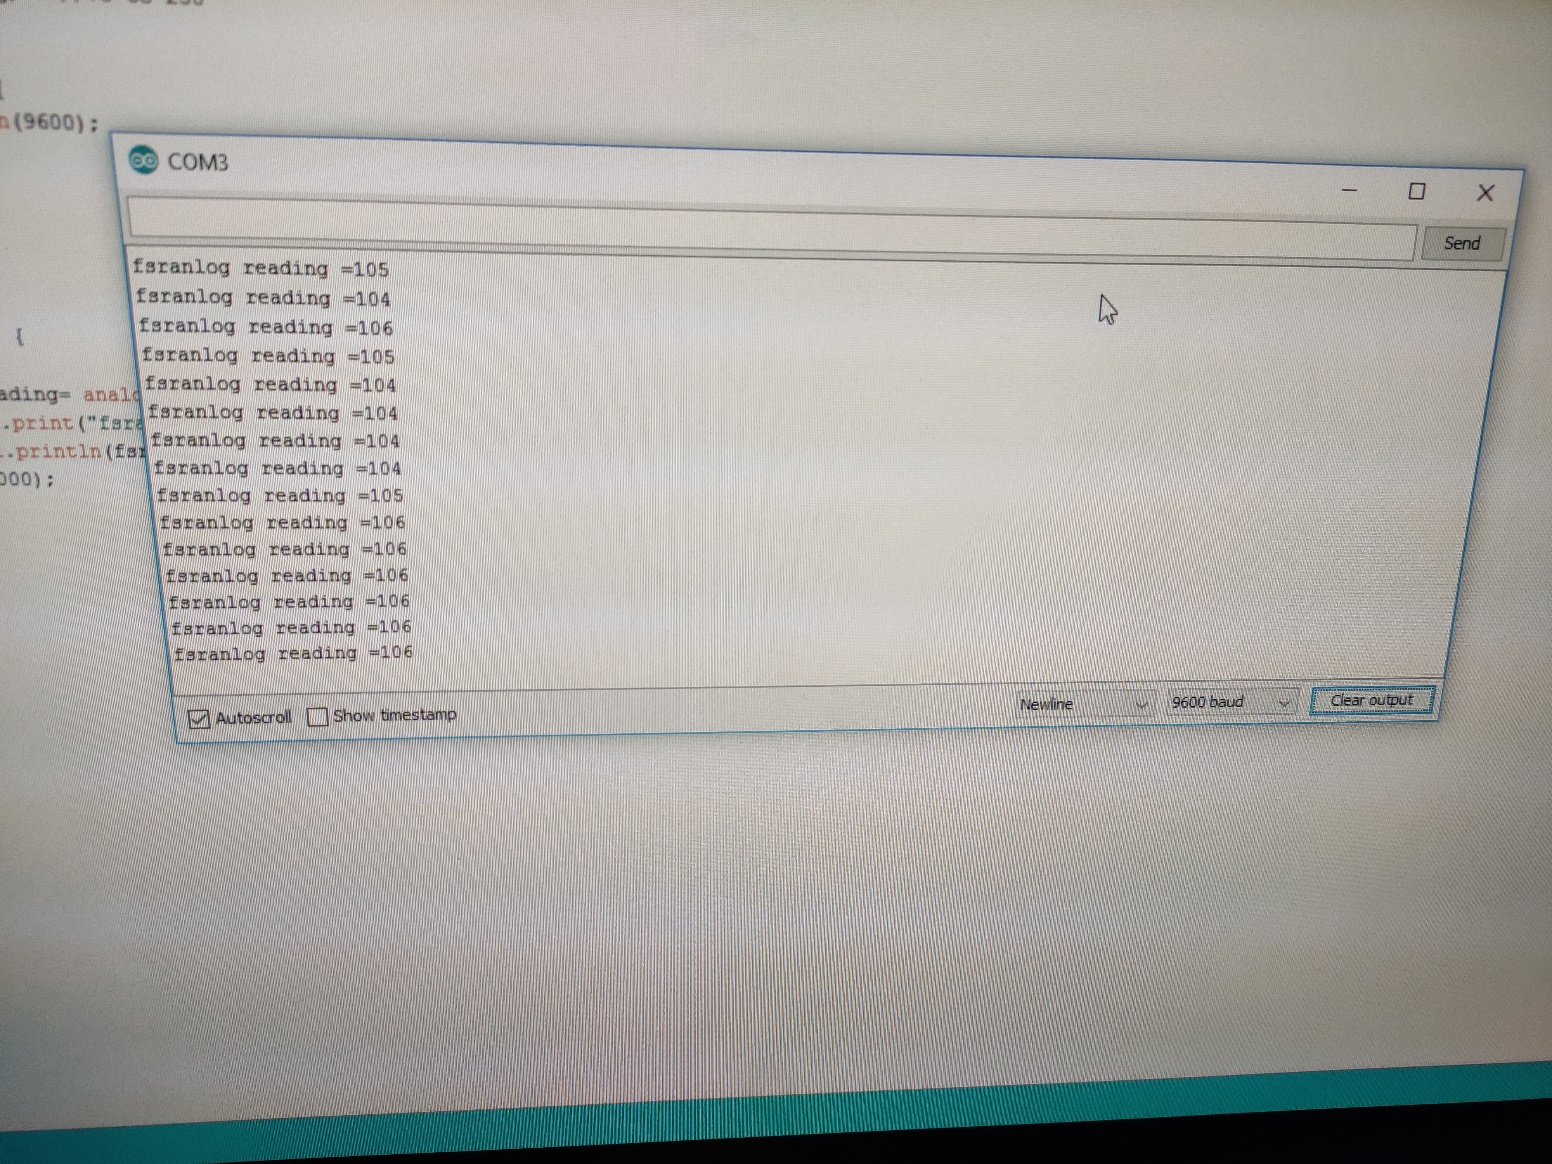 n(9600);
COM3
Send
fsranlog reading =105
fsranlog reading =104
fsranlog reading =106
fsranlog reading =105
fsranlog reading =104
fsranlog reading =104
fsranlog reading =104
fsranlog reading =104
fsranlog reading =105
fsranlog reading =106
fsranlog reading =106
fsranlog reading =106
fsranlog reading =106
fsranlog reading =106
fsranlog reading =106
{
ading= analo
.print("fsra
.println(fsr
000);
Autoscroll Show timestamp Newline 9600 baud Clear output